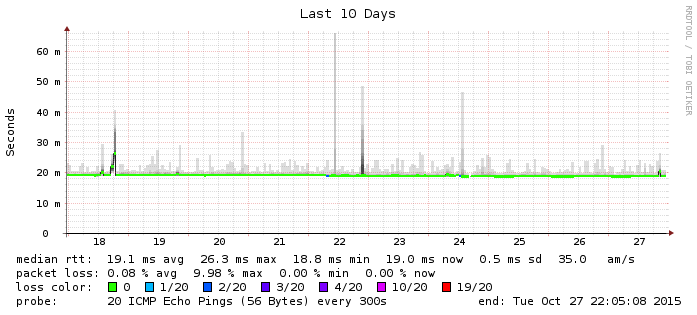 Last 10 Days
RRDTOOL / TOBI OETIKER
Seconds
60 m
50 m
40 m
30 m
20 m
10 m
0
18 19 20 21 22 23 24 25 26 27
median rtt: 19.1 ms avg 26.3 ms max 18.8 ms min 19.0 ms now 0.5 ms sd 35.0 am/s
packet loss: 0.08 % avg 9.98 % max 0.00 % min 0.00 % now
loss color: 0 1/20 2/20 3/20 4/20 10/20 19/20
probe: 20 ICMP Echo Pings (56 Bytes) every 300s end: Tue Oct 27 22:05:08 2015